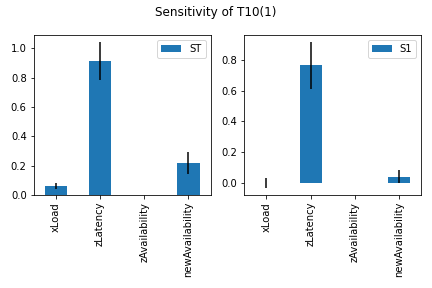 Sensitivity of T10(1)
ST
1.0
0.8
0.6
0.4
0.2
0.0
xLoad
zLatency
zAvailability
newAvailability
S1
0.8
0.6
0.4
0.2
0.0
xLoad
zLatency
zAvailability
newAvailability